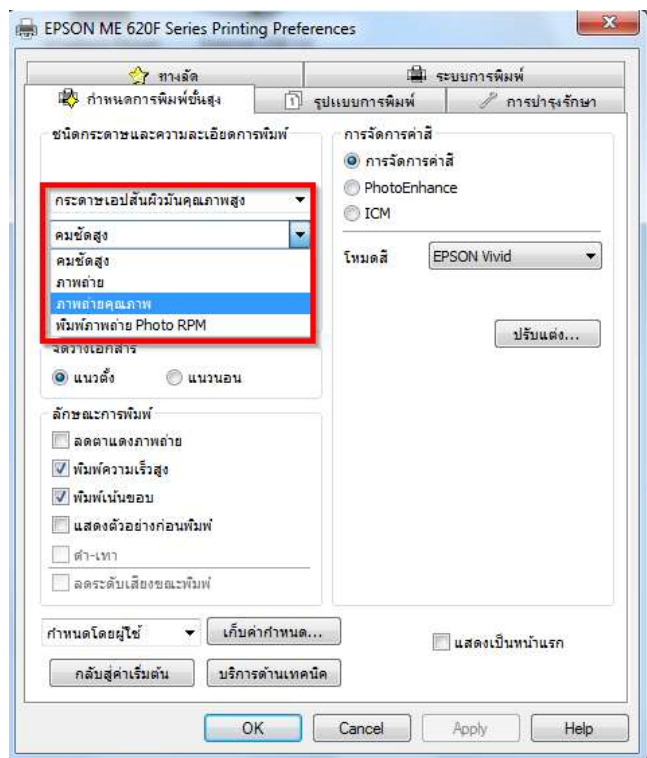 EPSON ME 620F Series Printing Preferences
ทางลัด
ระบบการพิมพ์
กำหนดการพิมพ์ขั้นสูง
รูปแบบการพิมพ์
การบำรุงรักษา
ชนิดกระดาษและความละเอียดการพิมพ์
กระดาษเอปสันผิวมันคุณภาพสูง
คมชัดสูง
คมชัดสูง
ภาพถ่าย
ภาพถ่ายคุณภาพ
พิมพ์ภาพถ่าย Photo RPM
จัดวางเอกสาร
แนวตั้ง
แนวนอน
ลักษณะการพิมพ์
ลดตาแดงภาพถ่าย
พิมพ์ความเร็วสูง
พิมพ์เน้นขอบ
แสดงตัวอย่างก่อนพิมพ์
ดำ-เทา
ลดระดับเสียงขณะพิมพ์
การจัดการค่าสี
การจัดการค่าสี
PhotoEnhance
ICM
โหมดสี
EPSON Vivid
ปรับแต่ง...
กำหนดโดยผู้ใช้
เก็บค่ากำหนด...
แสดงเป็นหน้าแรก
กลับสู่ค่าเริ่มต้น
บริการด้านเทคนิค
OK
Cancel
Apply
Help